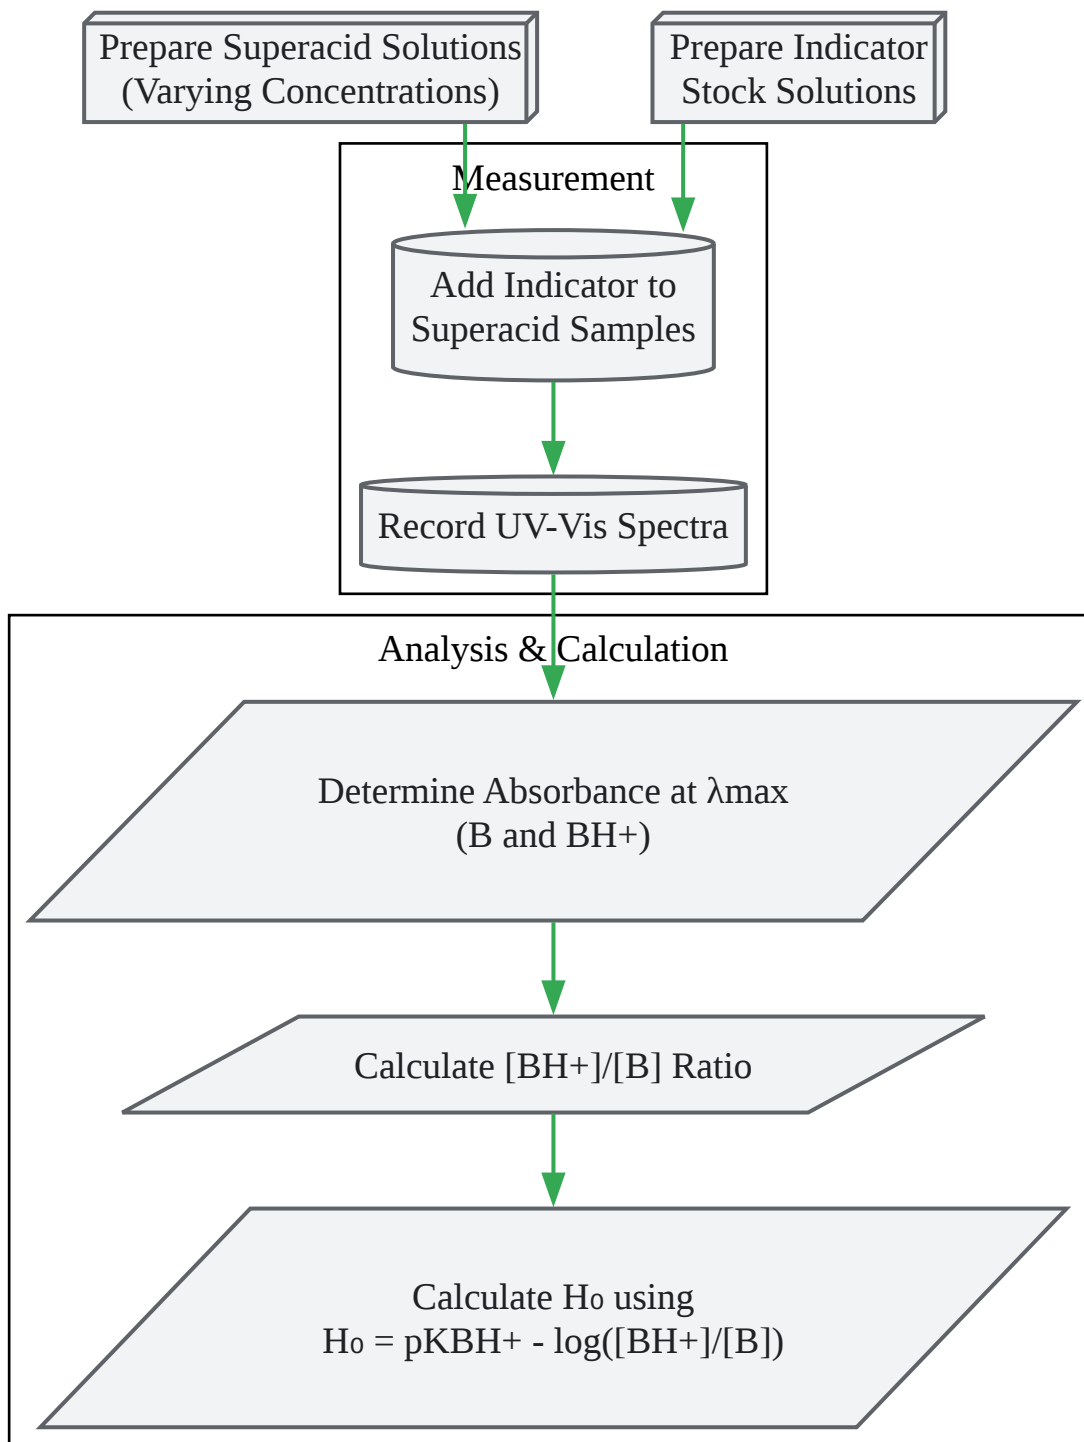 Prepare Superacid Solutions
(Varying Concentrations)
Prepare Indicator
Stock Solutions
Measurement
Add Indicator to
Superacid Samples
Record UV-Vis Spectra
Analysis & Calculation
Determine Absorbance at λmax
(B and BH+)
Calculate [BH+]/[B] Ratio
Calculate H₀ using
H₀ = pKBH+ - log([BH+]/[B])